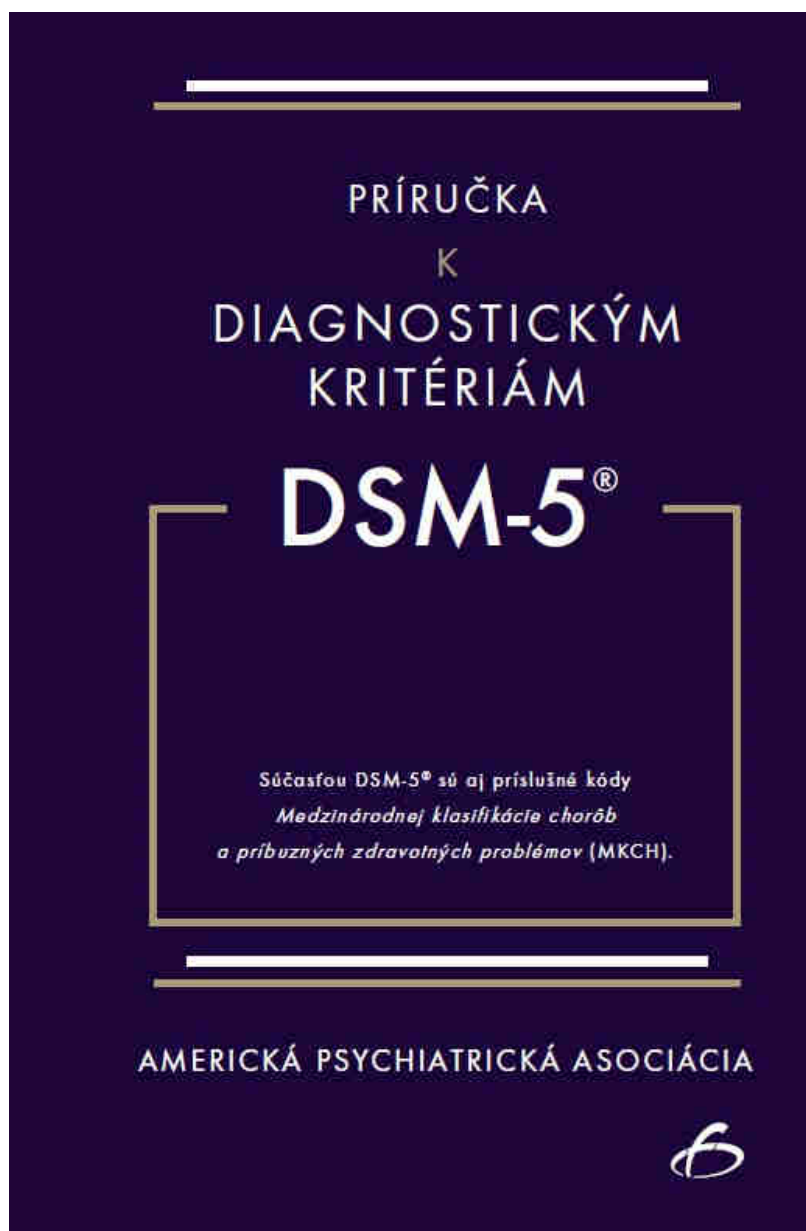 PRÍRUČKA
K
DIAGNOSTICKÝM
KRITÉRIÁM
DSM-5®
Súčasťou DSM-5® sú aj príslušné kódy
Medzinárodnej klasifikácie chorôb
a príbuzných zdravotných problémov (MKCH).
AMERICKÁ PSYCHIATRICKÁ ASOCIÁCIA